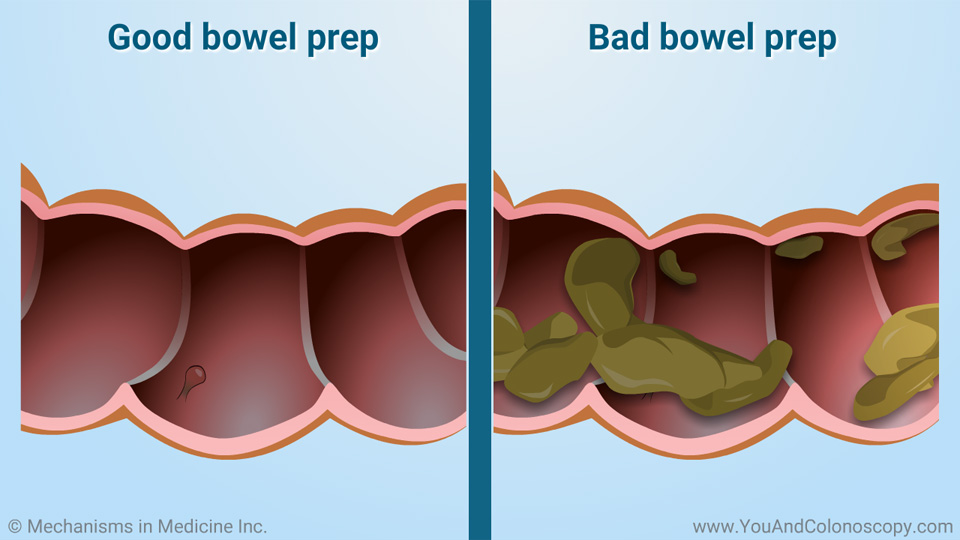 Good bowel prep
Bad bowel prep
© Mechanisms in Medicine Inc.
www.YouAndColonoscopy.com